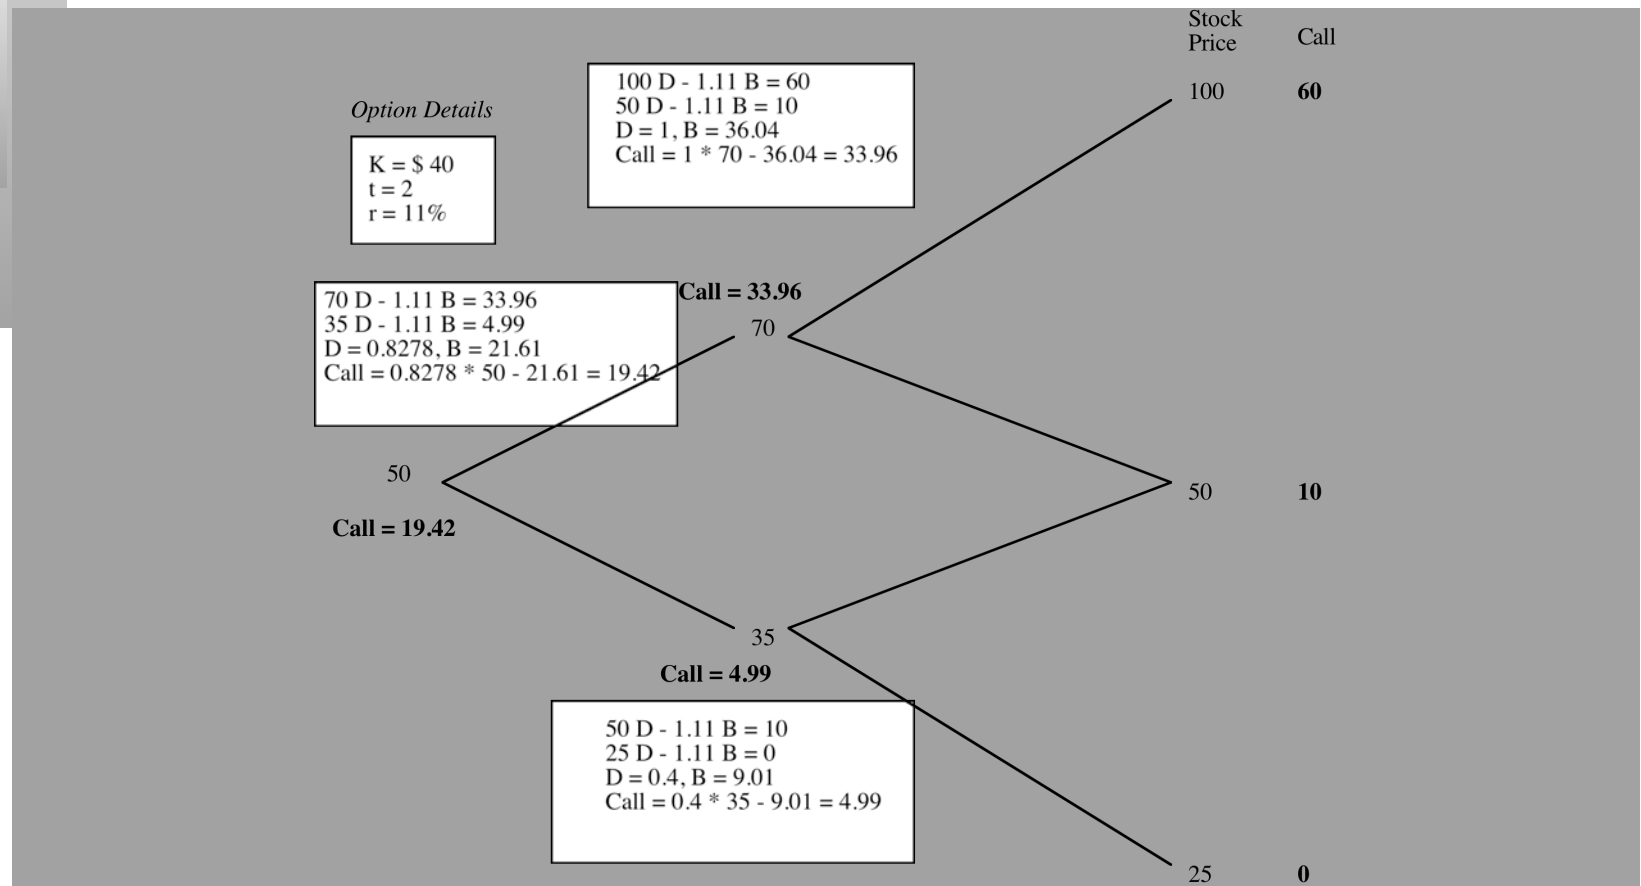 Stock
Price
Call
100
60
100 D - 1.11 B = 60
50 D - 1.11 B = 10
D = 1, B = 36.04
Call = 1 * 70 - 36.04 = 33.96
Option Details
K = $ 40
t = 2
r = 11%
70 D - 1.11 B = 33.96
35 D - 1.11 B = 4.99
D = 0.8278, B = 21.61
Call = 0.8278 * 50 - 21.61 = 19.42
Call = 33.96
70
50
Call = 19.42
50
10
35
Call = 4.99
50 D - 1.11 B = 10
25 D - 1.11 B = 0
D = 0.4, B = 9.01
Call = 0.4 * 35 - 9.01 = 4.99
25
0